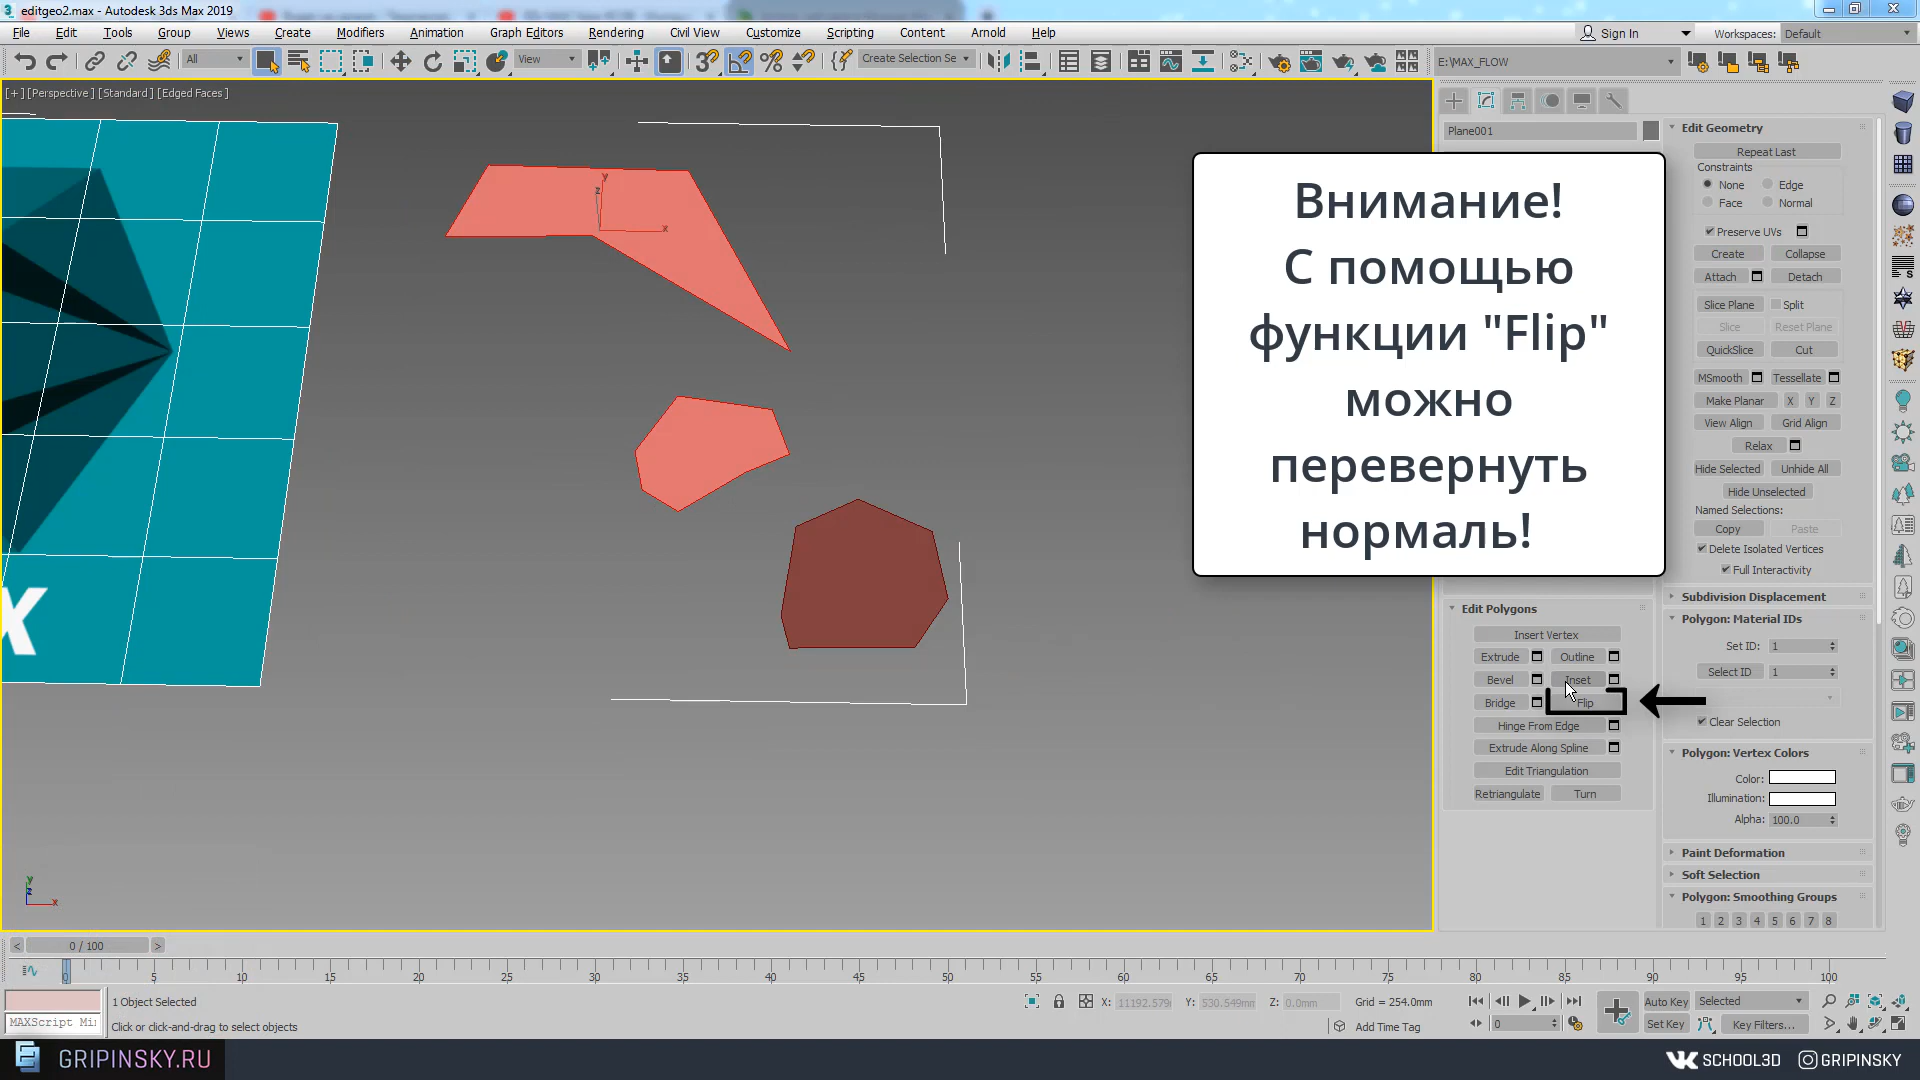 editgeo2.max - Autodesk 3ds Max 2019
File Edit Tools Group Views Create Modifiers Animation Graph Editors Rendering Civil View Customize Scripting Content Arnold Help
Sign In Workspaces: Default
All View Create Selection Se E:\MAX_FLOW
[+] [Perspective] [Standard] [Edged Faces]
Plane001
Внимание!
С помощью
функции "Flip"
можно
перевернуть
нормаль!
Edit Polygons
Insert Vertex
Extrude Outline
Bevel Inset
Bridge Flip
Hinge From Edge
Extrude Along Spline
Edit Triangulation
Retriangulate Turn
Edit Geometry
Repeat Last
Constraints
None Edge
Face Normal
Preserve UVs
Create Collapse
Attach Detach
Slice Plane Split
Slice Reset Plane
QuickSlice Cut
MSmooth Tessellate
Make Planar X Y Z
View Align Grid Align
Relax
Hide Selected Unhide All
Hide Unselected
Named Selections:
Copy Paste
Delete Isolated Vertices
Full Interactivity
Subdivision Displacement
Polygon: Material IDs
Set ID: 1
Select ID 1
Clear Selection
Polygon: Vertex Colors
Color:
Illumination:
Alpha: 100.0
Paint Deformation
Soft Selection
Polygon: Smoothing Groups
1 2 3 4 5 6 7 8
x y z
X
y z x
< 0 / 100 >
0 5 10 15 20 25 30 35 40 45 50 55 60 65 70 75 80 85 90 95 100
1 Object Selected X: 11192.579 Y: 530.549mm Z: 0.0mm Grid = 254.0mm Auto Key Selected
MAXScript Mi Click or click-and-drag to select objects Add Time Tag 0 Set Key Key Filters...
GRIPINSKY.RU SCHOOL3D GRIPINSKY